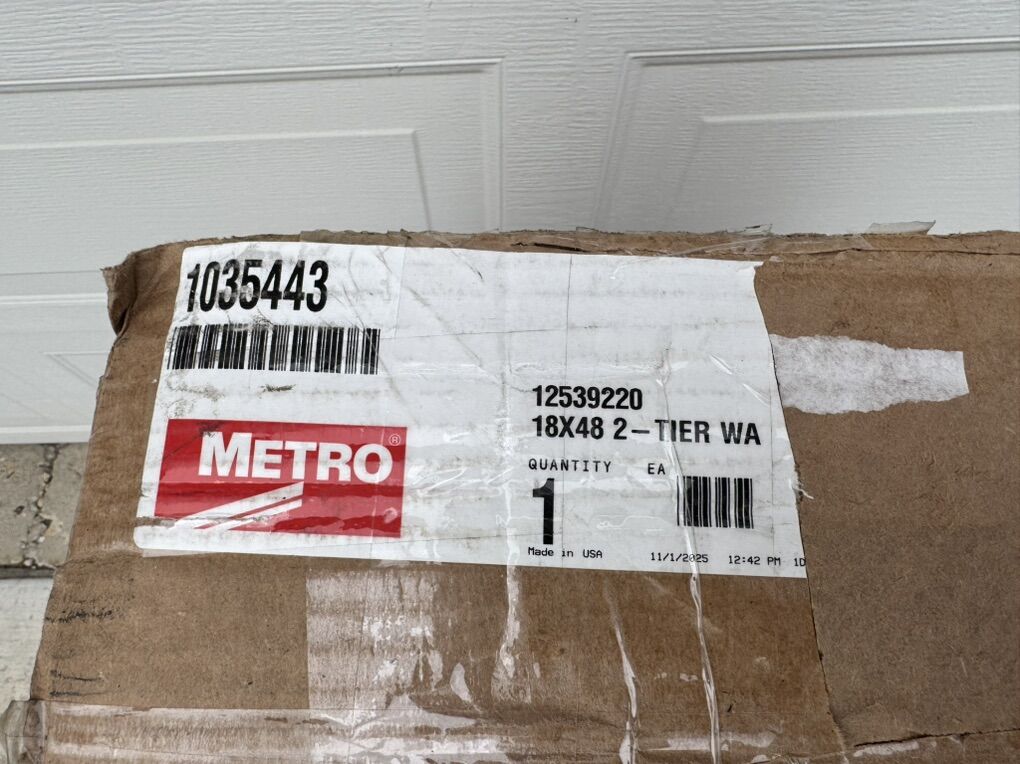 1035443
METRO®
12539220
18X48 2-TIER WA
QUANTITY EA
1
Made in USA 11/1/2025 12:42 PM 1D